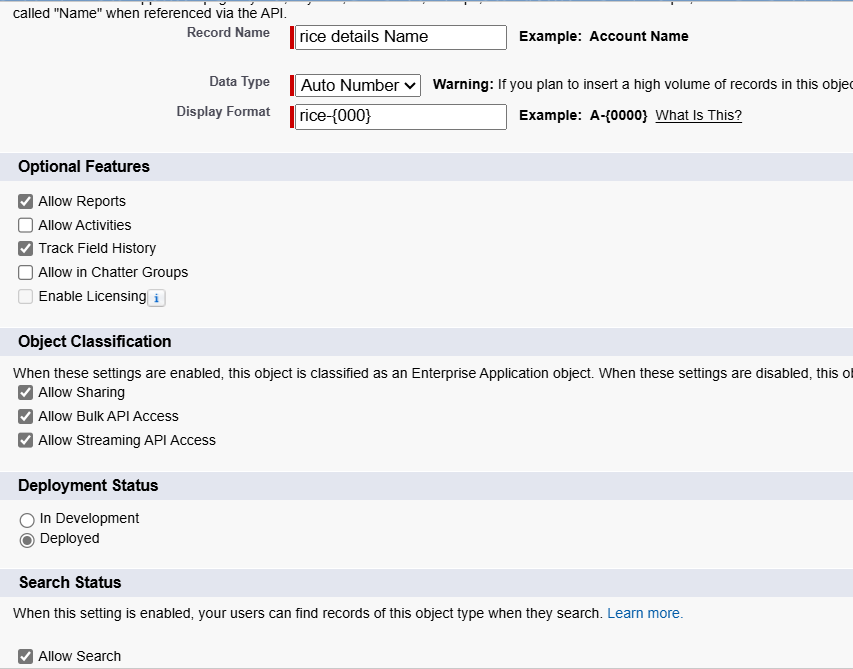 called "Name" when referenced via the API.
Record Name rice details Name Example: Account Name
Data Type Auto Number Warning: If you plan to insert a high volume of records in this objec
Display Format rice-{000} Example: A-{0000} What Is This?
Optional Features
Allow Reports
Allow Activities
Track Field History
Allow in Chatter Groups
Enable Licensing i
Object Classification
When these settings are enabled, this object is classified as an Enterprise Application object. When these settings are disabled, this ob
Allow Sharing
Allow Bulk API Access
Allow Streaming API Access
Deployment Status
In Development
Deployed
Search Status
When this setting is enabled, your users can find records of this object type when they search. Learn more.
Allow Search